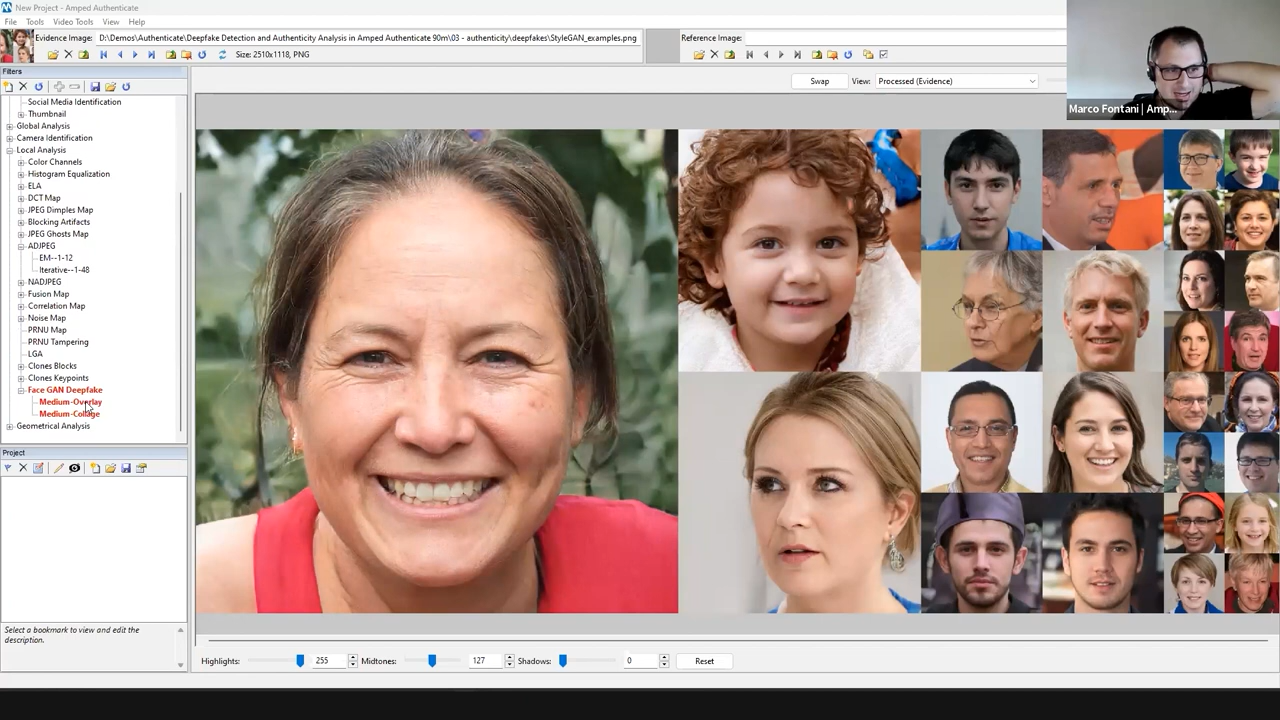 New Project - Amped Authenticate
File Tools Video Tools View Help
Evidence Image: D:\Demos\Authenticate\Deepfake Detection and Authenticity Analysis in Amped Authenticate 90m\03 - authenticity\deepfakes\StyleGAN_examples.png
Reference Image:
Size: 2510x1118, PNG
Filters
Swap View: Processed (Evidence)
Marco Fontani | Amp...
Social Media Identification
Thumbnail
Global Analysis
Camera Identification
Local Analysis
Color Channels
Histogram Equalization
ELA
DCT Map
JPEG Dimples Map
Blocking Artifacts
JPEG Ghosts Map
ADJPEG
EM--1-12
Iterative--1-48
NADJPEG
Fusion Map
Correlation Map
Noise Map
PRNU Map
PRNU Tampering
LGA
Clones Blocks
Clones Keypoints
Face GAN Deepfake
Medium-Overlay
Medium-Collage
Geometrical Analysis
Project
Select a bookmark to view and edit the
description.
Highlights: 255 Midtones: 127 Shadows: 0 Reset